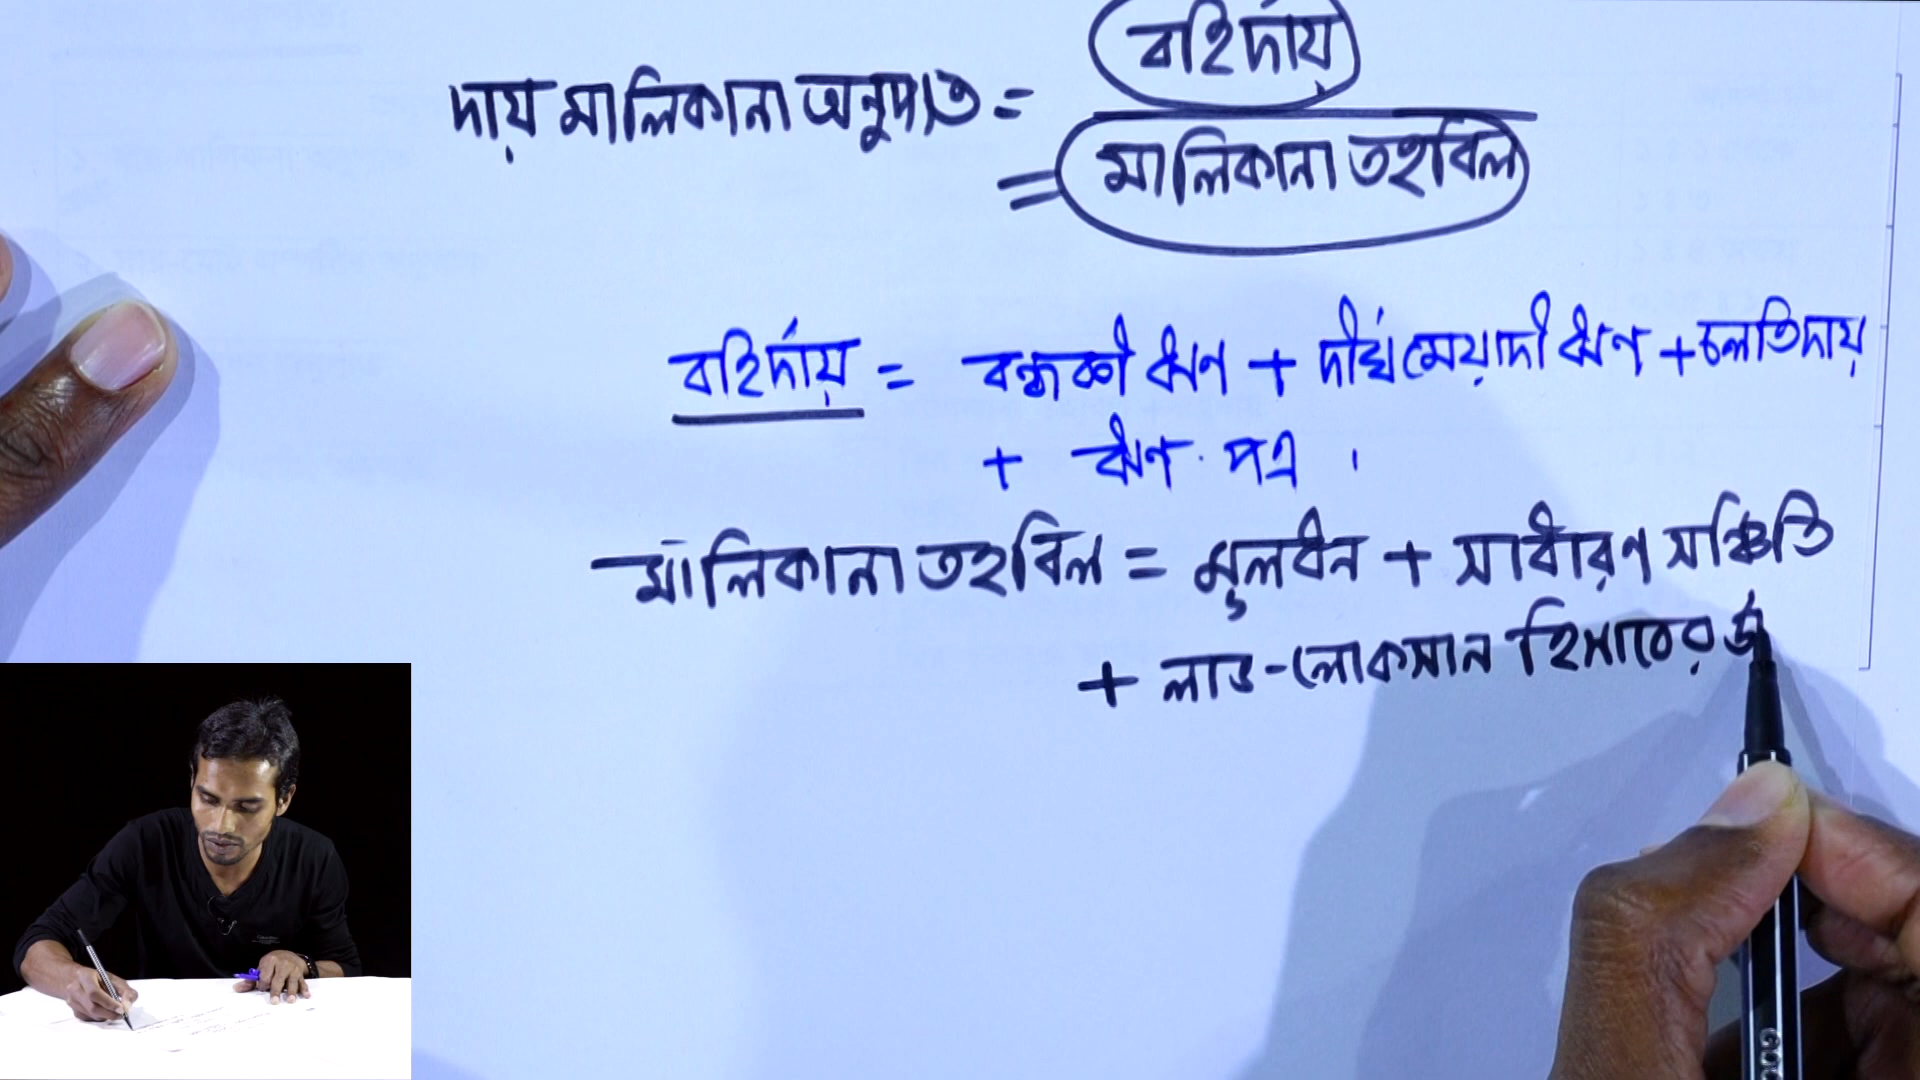 দায় মালিকানা অনুপাত = বহির্দায়
= মালিকানা তহবিল
বহির্দায় = বন্ধকী ঋণ + দীর্ঘমেয়াদী ঋণ + চলতি দায়
+ ঋণ পত্র ।
মালিকানা তহবিল = মূলধন + সাধারণ সঞ্চিতি
+ লাভ-লোকসান হিসাবের উ